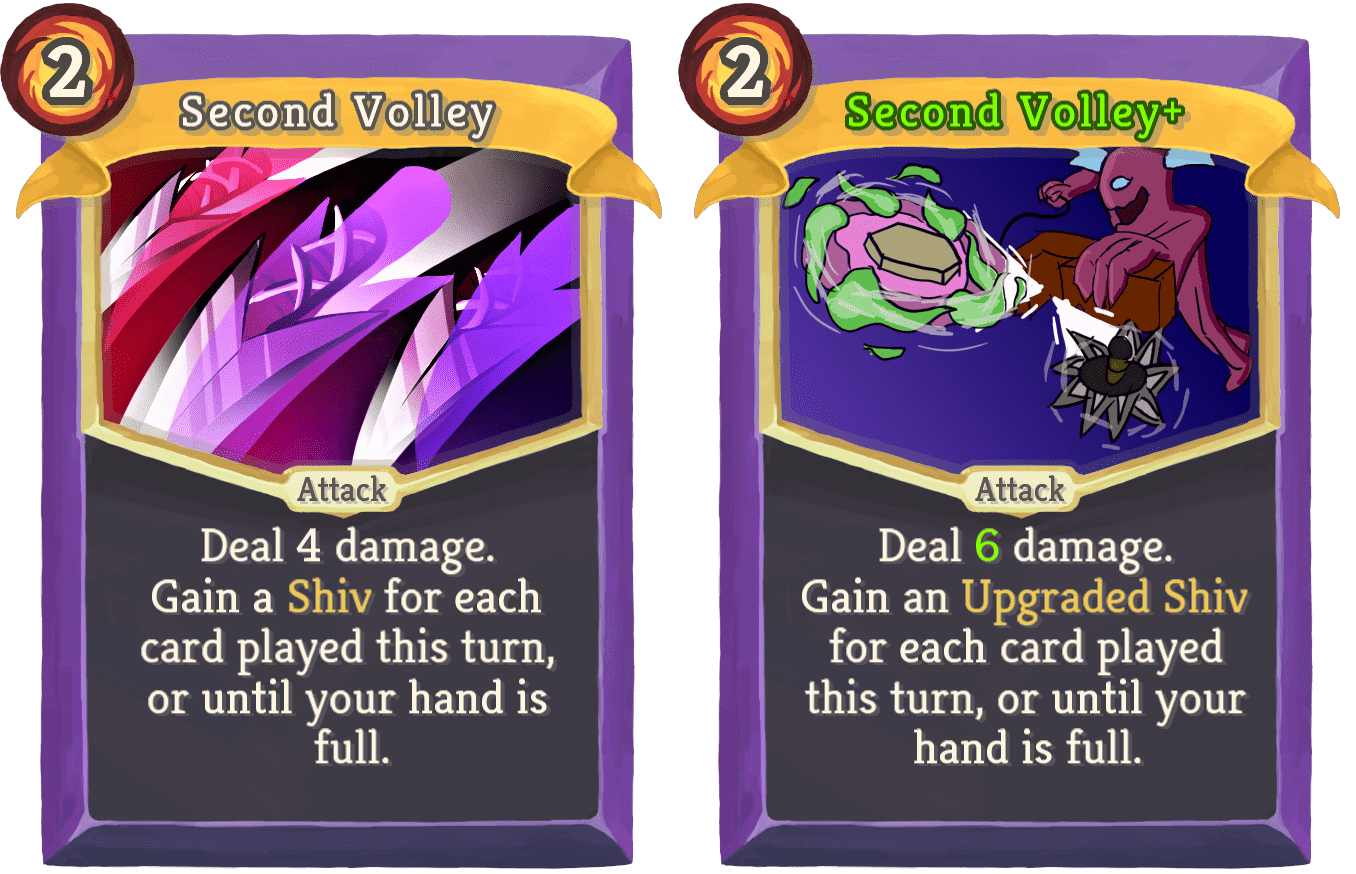 2
Second Volley
Attack
Deal 4 damage.
Gain a Shiv for each
card played this turn,
or until your hand is
full.
2
Second Volley+
Attack
Deal 6 damage.
Gain an Upgraded Shiv
for each card played
this turn, or until your
hand is full.